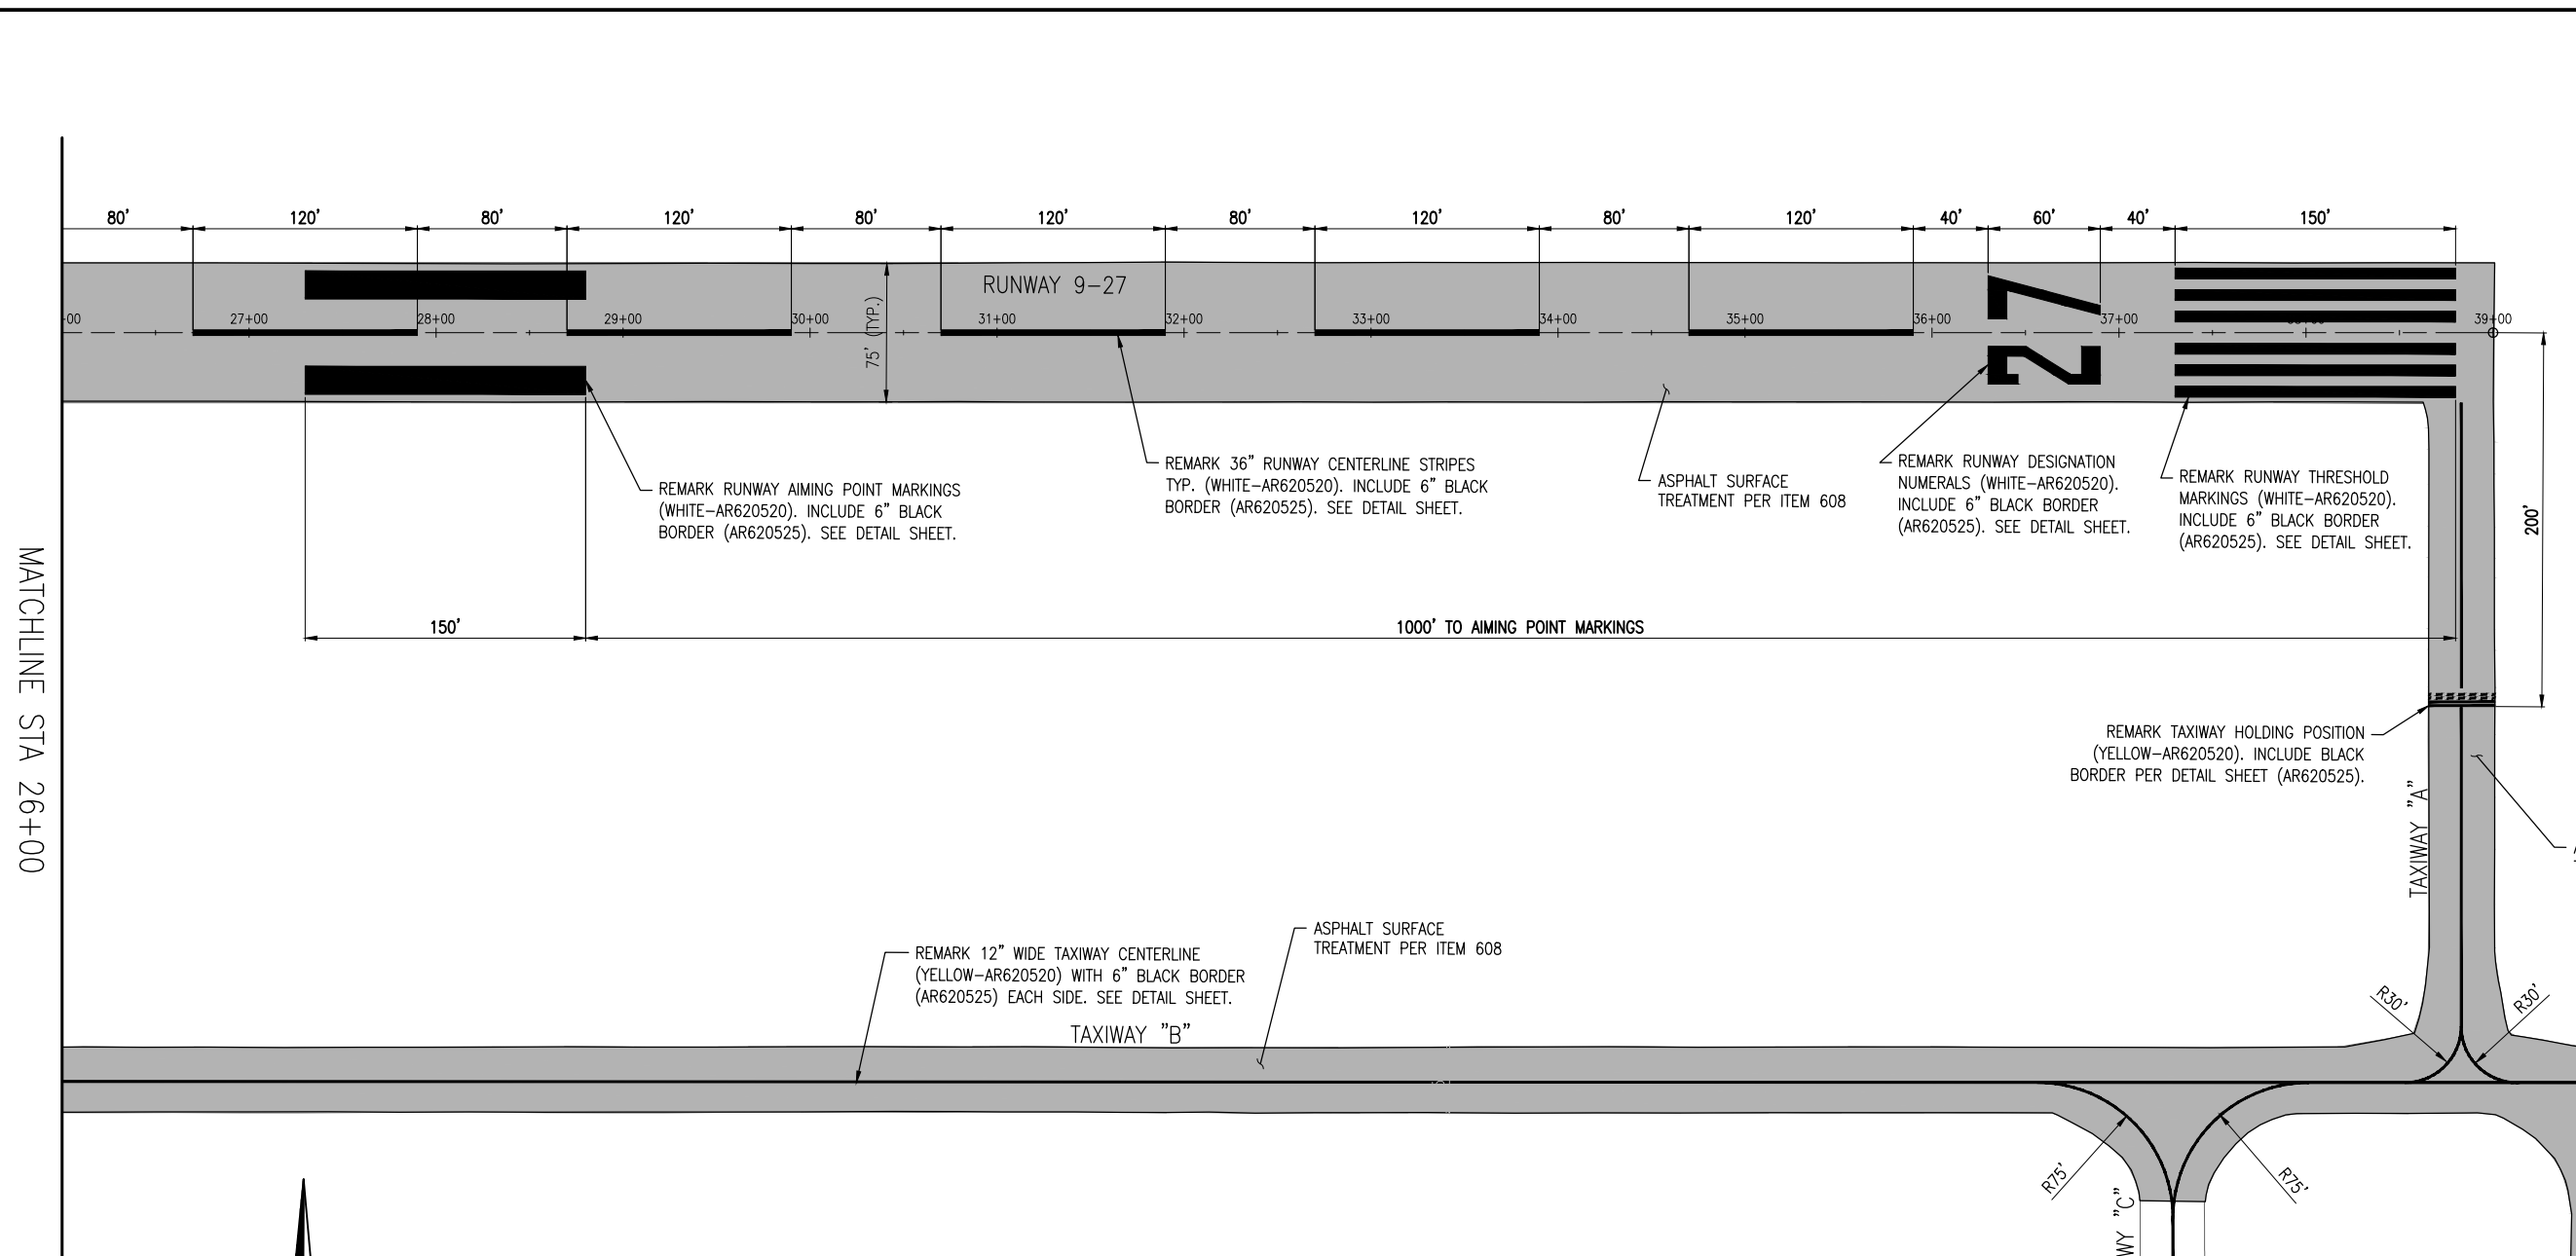 80' 120' 80' 120' 80' 120' 80' 120' 80' 120' 40' 60' 40' 150'
RUNWAY 9-27
+00 27+00 28+00 29+00 30+00 31+00 32+00 33+00 34+00 35+00 36+00 37+00 39+00
75' (TYP.)
27
REMARK RUNWAY AIMING POINT MARKINGS
(WHITE-AR620520). INCLUDE 6" BLACK
BORDER (AR620525). SEE DETAIL SHEET.
REMARK 36" RUNWAY CENTERLINE STRIPES
TYP. (WHITE-AR620520). INCLUDE 6" BLACK
BORDER (AR620525). SEE DETAIL SHEET.
ASPHALT SURFACE
TREATMENT PER ITEM 608
REMARK RUNWAY DESIGNATION
NUMERALS (WHITE-AR620520).
INCLUDE 6" BLACK BORDER
(AR620525). SEE DETAIL SHEET.
REMARK RUNWAY THRESHOLD
MARKINGS (WHITE-AR620520).
INCLUDE 6" BLACK BORDER
(AR620525). SEE DETAIL SHEET.
200'
150'
1000' TO AIMING POINT MARKINGS
MATCHLINE STA 26+00
REMARK TAXIWAY HOLDING POSITION
(YELLOW-AR620520). INCLUDE BLACK
BORDER PER DETAIL SHEET (AR620525).
TAXIWAY "A"
REMARK 12" WIDE TAXIWAY CENTERLINE
(YELLOW-AR620520) WITH 6" BLACK BORDER
(AR620525) EACH SIDE. SEE DETAIL SHEET.
ASPHALT SURFACE
TREATMENT PER ITEM 608
TAXIWAY "B"
R30'
R30'
R75'
R75'
WY "C"